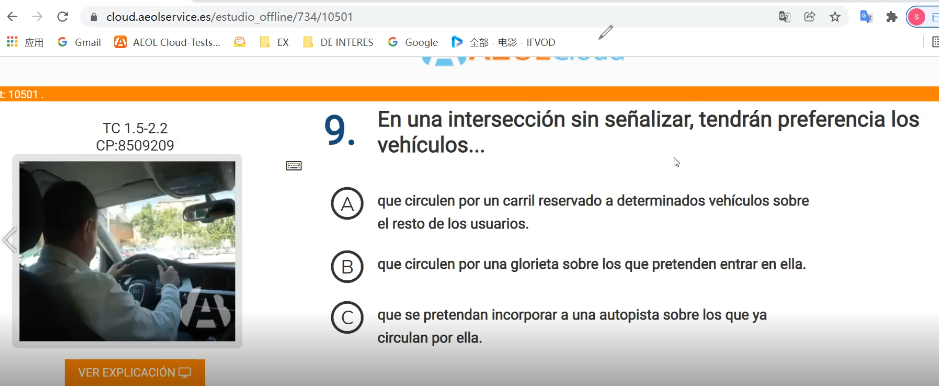 cloud.aeolservice.es/estudio_offline/734/10501
应用 Gmail AEOL Cloud-Tests... EX DE INTERES Google 全部 - 电影 - IFVOD
t: 10501 .
TC 1.5-2.2
CP:8509209
9. En una intersección sin señalizar, tendrán preferencia los
vehículos...
A que circulen por un carril reservado a determinados vehículos sobre
el resto de los usuarios.
B que circulen por una glorieta sobre los que pretenden entrar en ella.
C que se pretendan incorporar a una autopista sobre los que ya
circulan por ella.
VER EXPLICACIÓN